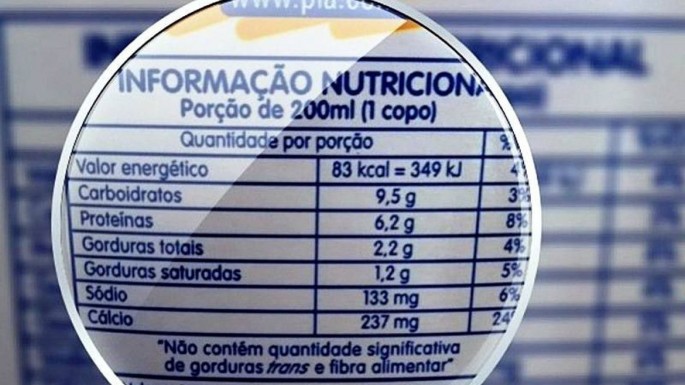 INFORMAÇÃO NUTRICIONA
Porção de 200ml (1 copo)
Quantidade por porção %
Valor energético 83 kcal = 349 kJ 4
Carboidratos 9,5 g 3%
Proteínas 6,2 g 8%
Gorduras totais 2,2 g 4%
Gorduras saturadas 1,2 g 5%
Sódio 133 mg 6%
Cálcio 237 mg 24
"Não contém quantidade significativa
de gorduras trans e fibra alimentar"